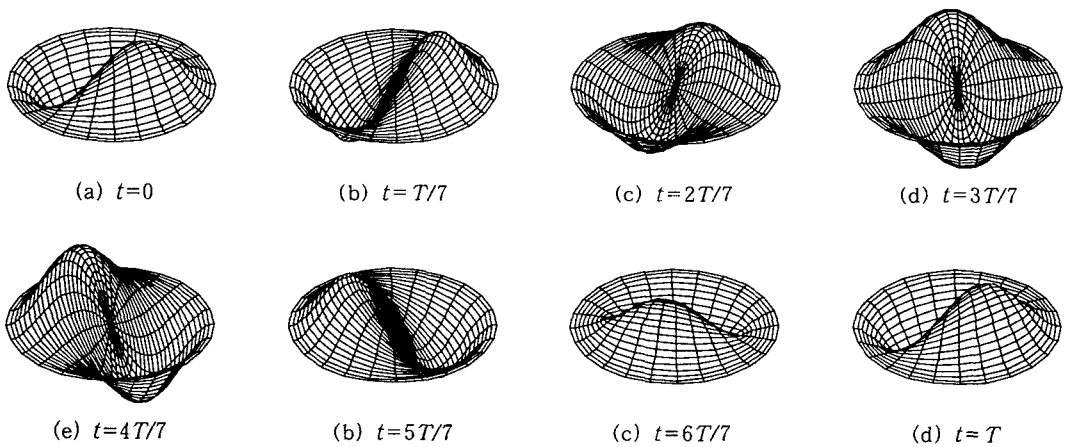 (a) t=0
(b) t=T/7
(c) t=2T/7
(d) t=3T/7
(e) t=4T/7
(b) t=5T/7
(c) t=6T/7
(d) t=T